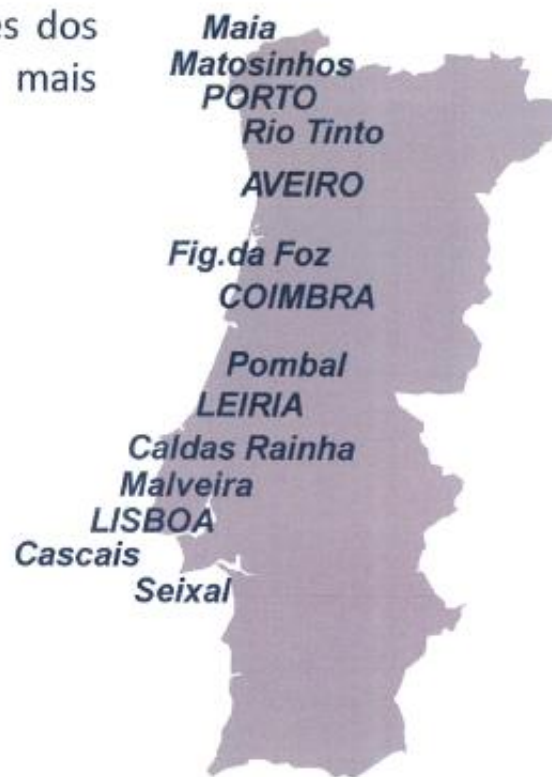 es dos
mais
Maia
Matosinhos
PORTO
Rio Tinto
AVEIRO
Fig.da Foz
COIMBRA
Pombal
LEIRIA
Caldas Rainha
Malveira
LISBOA
Cascais
Seixal